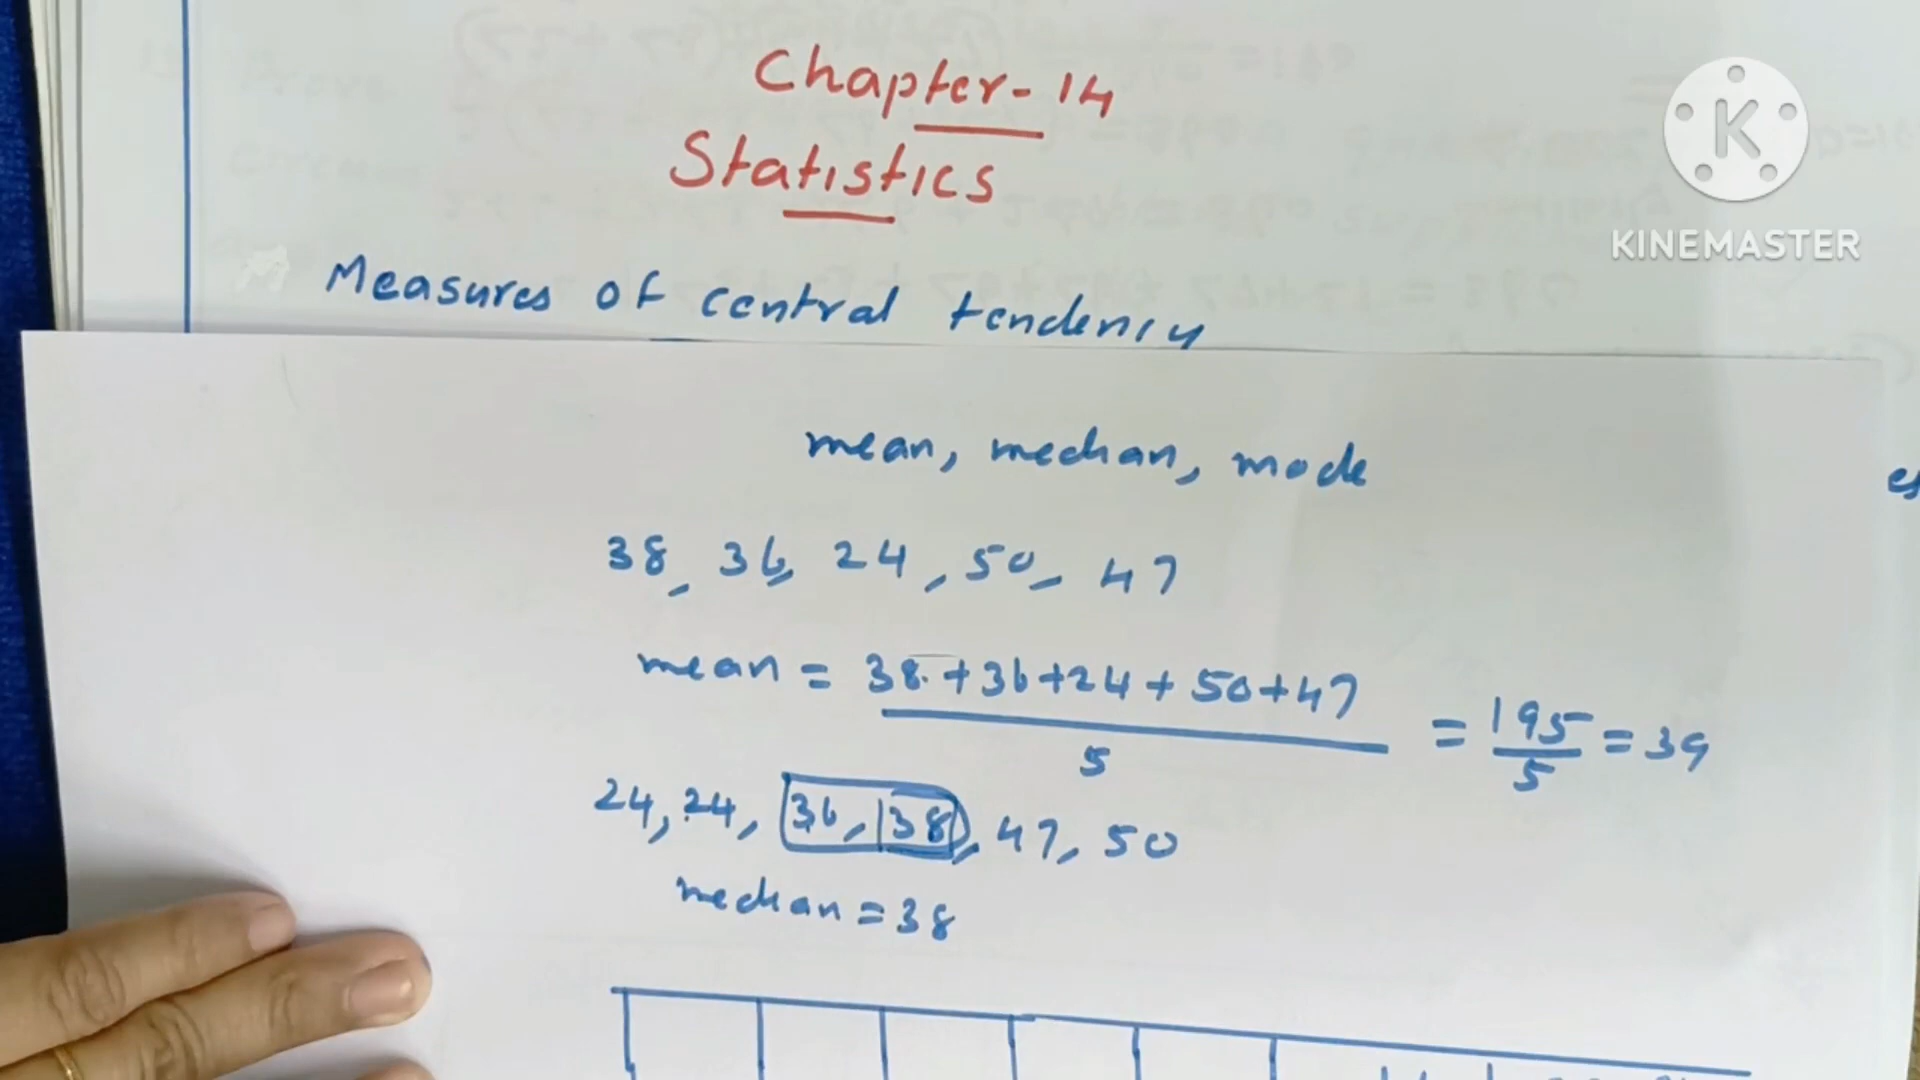 Chapter-14
Statistics
K
KINEMASTER
Measures of central tendency
mean, median, mode
38, 36, 24, 50, 47
mean = 38+36+24+50+47 / 5 = 195/5 = 39
24, 24, 36, 38, 47, 50
median = 38